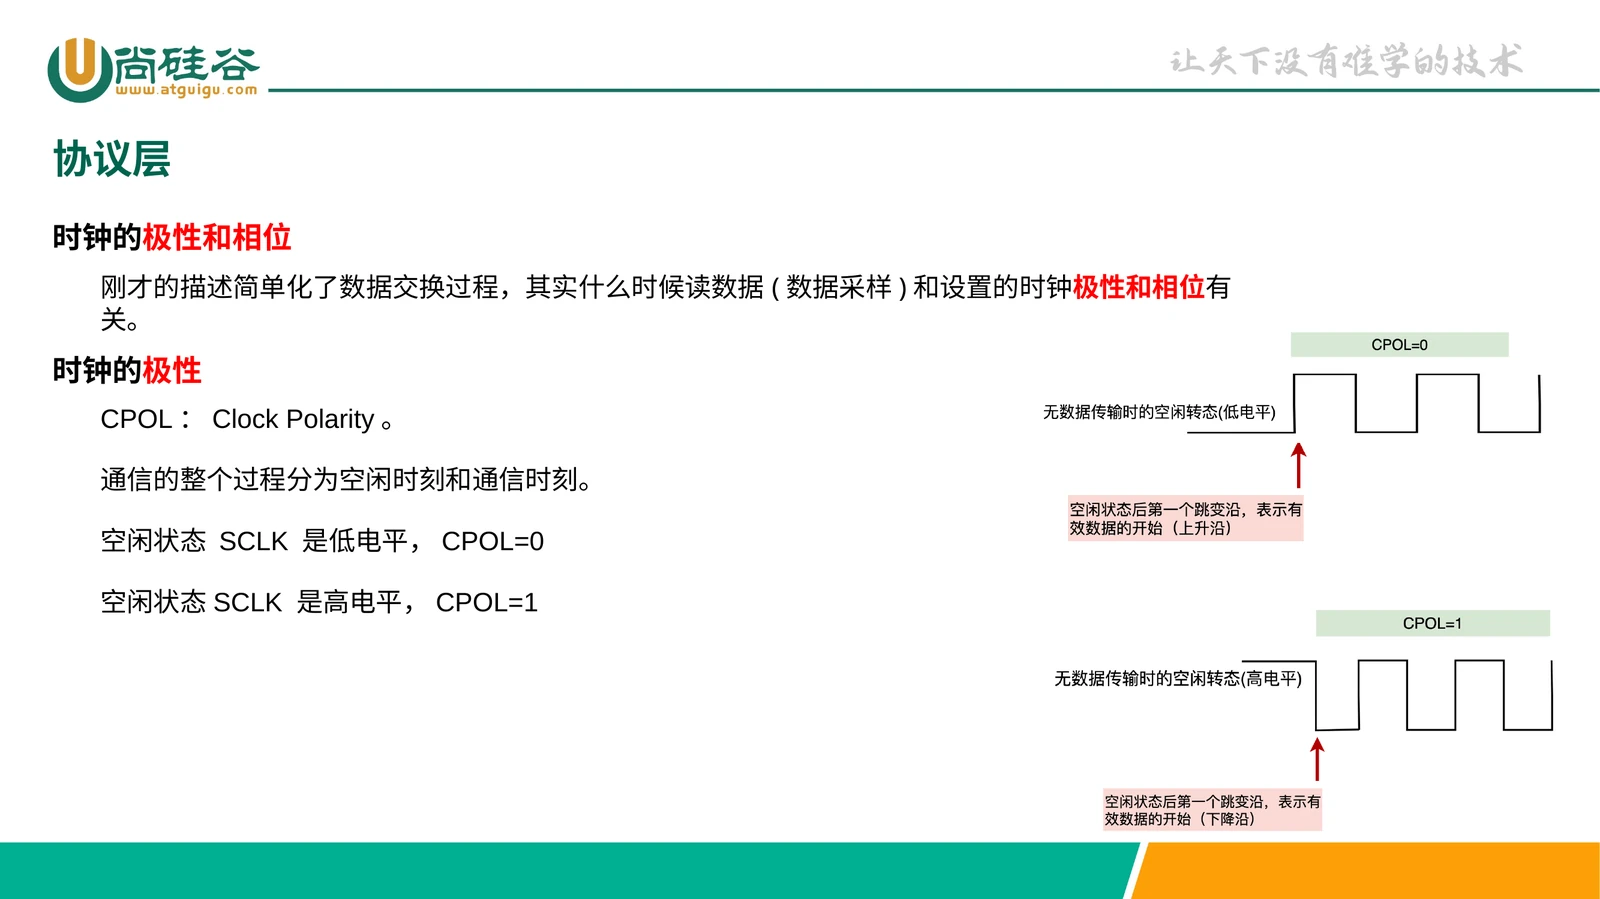 尚硅谷
www.atguigu.com
让天下没有难学的技术
协议层
时钟的极性和相位
刚才的描述简单化了数据交换过程，其实什么时候读数据 ( 数据采样 ) 和设置的时钟极性和相位有
关。
时钟的极性
CPOL ： Clock Polarity 。
通信的整个过程分为空闲时刻和通信时刻。
空闲状态 SCLK 是低电平， CPOL=0
空闲状态 SCLK 是高电平， CPOL=1
CPOL=0
无数据传输时的空闲转态(低电平)
空闲状态后第一个跳变沿，表示有
效数据的开始（上升沿）
CPOL=1
无数据传输时的空闲转态(高电平)
空闲状态后第一个跳变沿，表示有
效数据的开始（下降沿）